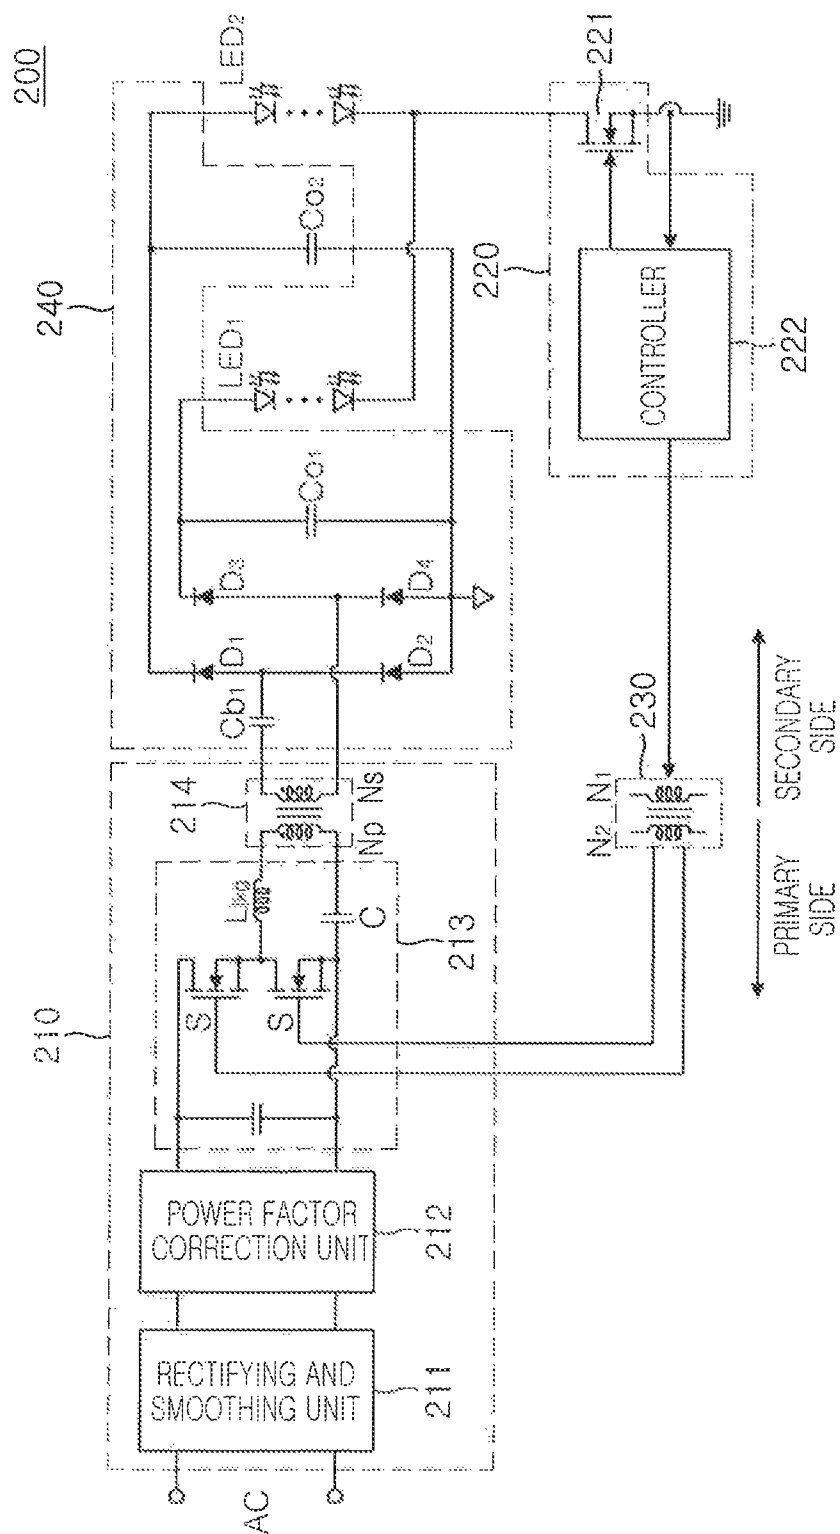 200
240
LED₂
Co₂
LED₁
Co₁
D₃
D₄
D₁
D₂
Cb₁
214
Np
Ns
C
213
S
S
210
POWER FACTOR
CORRECTION UNIT
212
RECTIFYING AND
SMOOTHING UNIT
211
AC
220
221
CONTROLLER
222
230
N₂
N₁
PRIMARY
SIDE
SECONDARY
SIDE